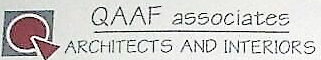 QAAF associates
ARCHITECTS AND INTERIORS